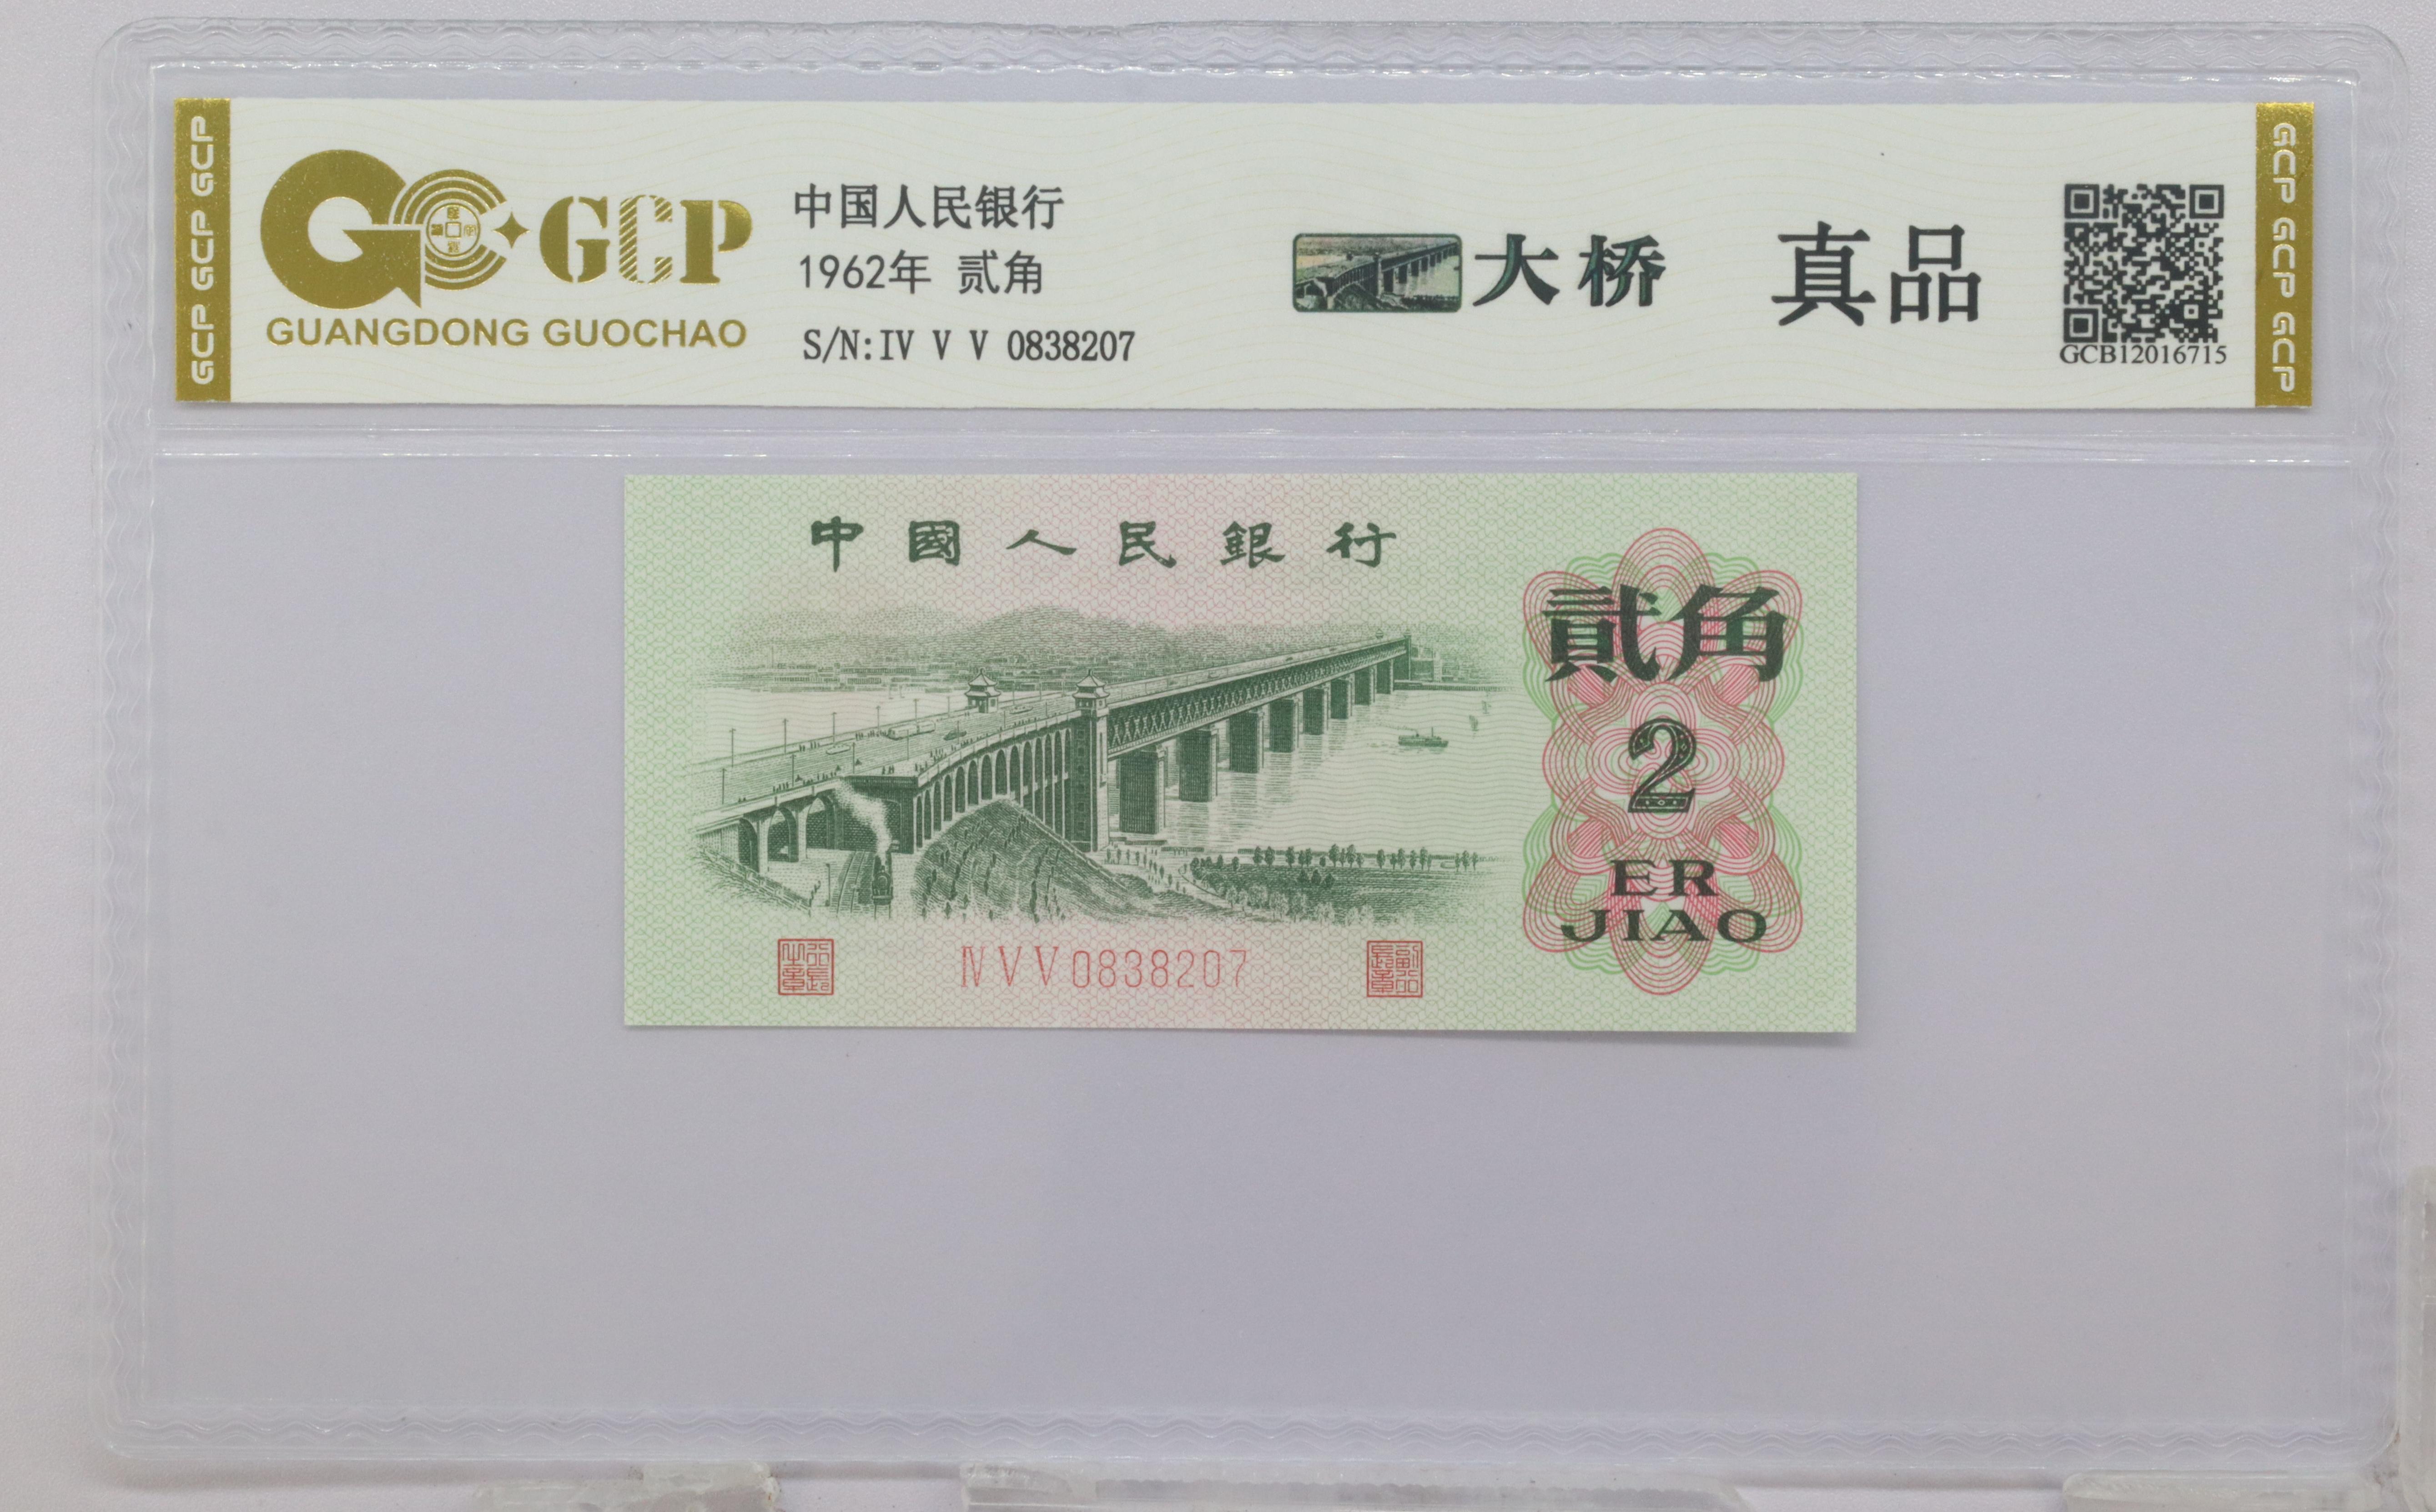 GCP GCP GCP
GCP
GUANGDONG GUOCHAO
中国人民银行
1962年 贰角
S/N:IV V V 0838207
大桥
真品
GCB12016715
GCP GCP GCP
中國人民銀行
貳角
2
ER
JIAO
IV V V 0838207